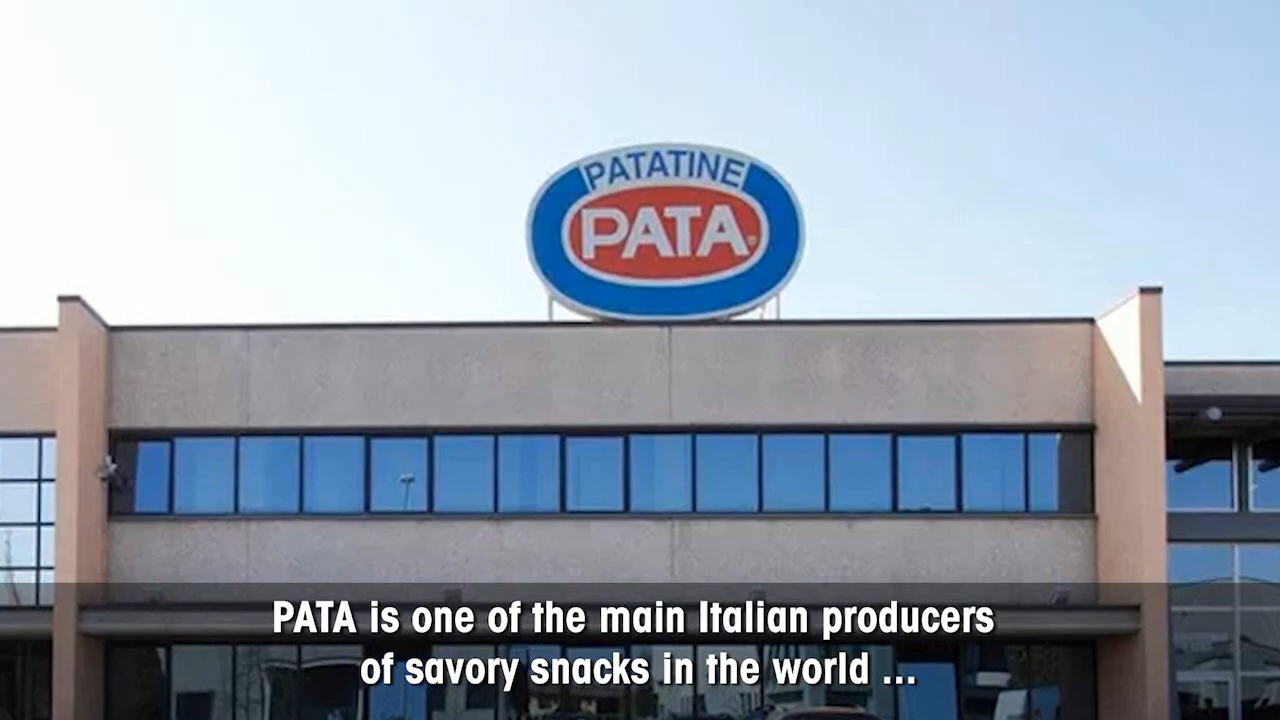 PATATINE
PATA®
PATA is one of the main Italian producers
of savory snacks in the world ...